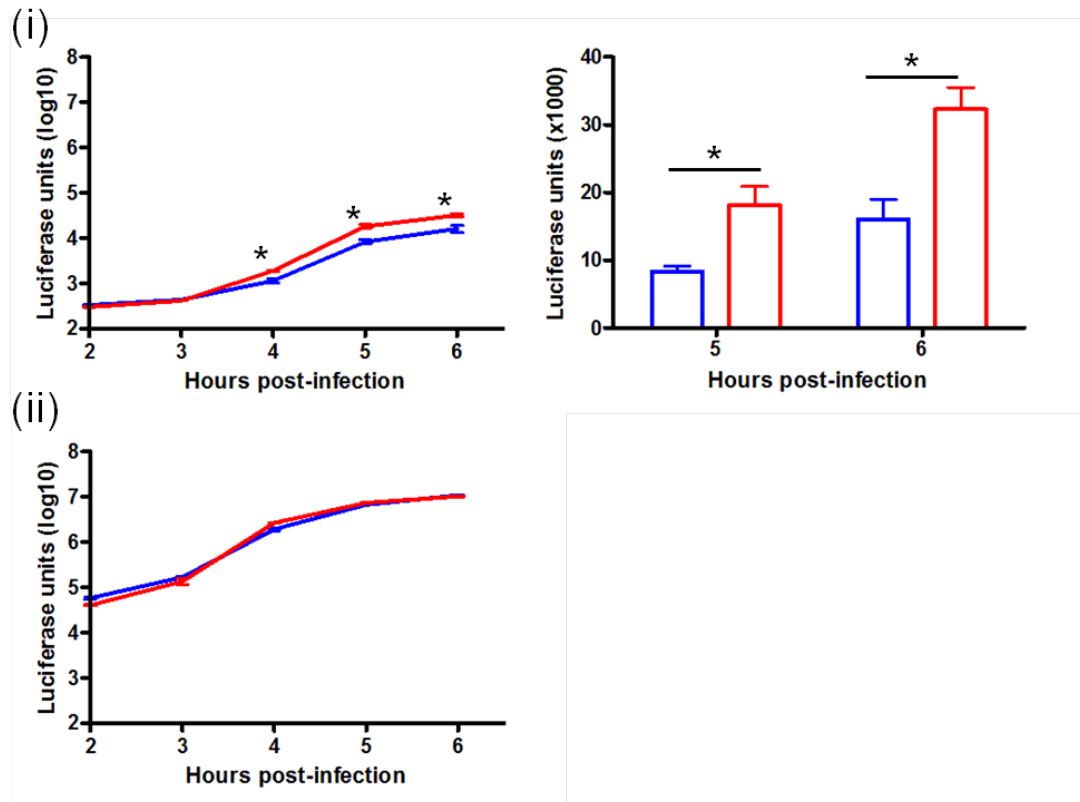 (i)
Luciferase units (log10)
8
7
6
5
4
3
2
* * *
2 3 4 5 6
Hours post-infection
Luciferase units (x1000)
40
30
20
10
0
* *
5 6
Hours post-infection
(ii)
Luciferase units (log10)
8
7
6
5
4
3
2
2 3 4 5 6
Hours post-infection